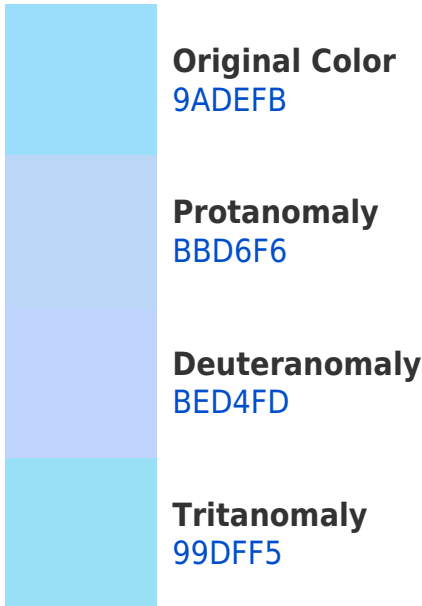 Original Color
9ADEFB
Protanomaly
BBD6F6
Deuteranomaly
BED4FD
Tritanomaly
99DFF5